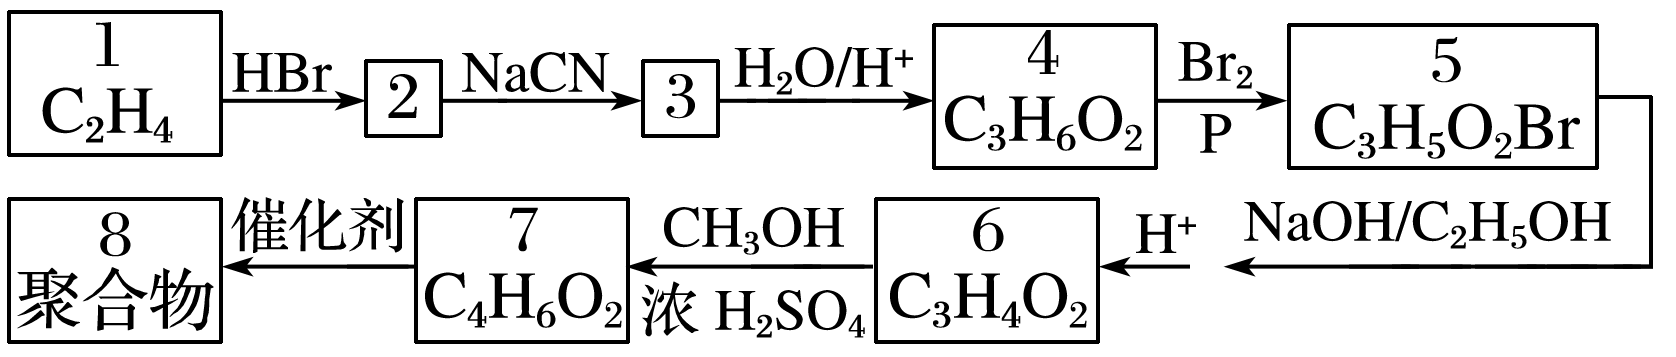 1
C₂H₄
HBr
2
NaCN
3
H₂O/H⁺
4
C₃H₆O₂
Br₂
P
5
C₃H₅O₂Br
NaOH/C₂H₅OH
H⁺
6
C₃H₄O₂
CH₃OH
浓 H₂SO₄
7
C₄H₆O₂
催化剂
8
聚合物